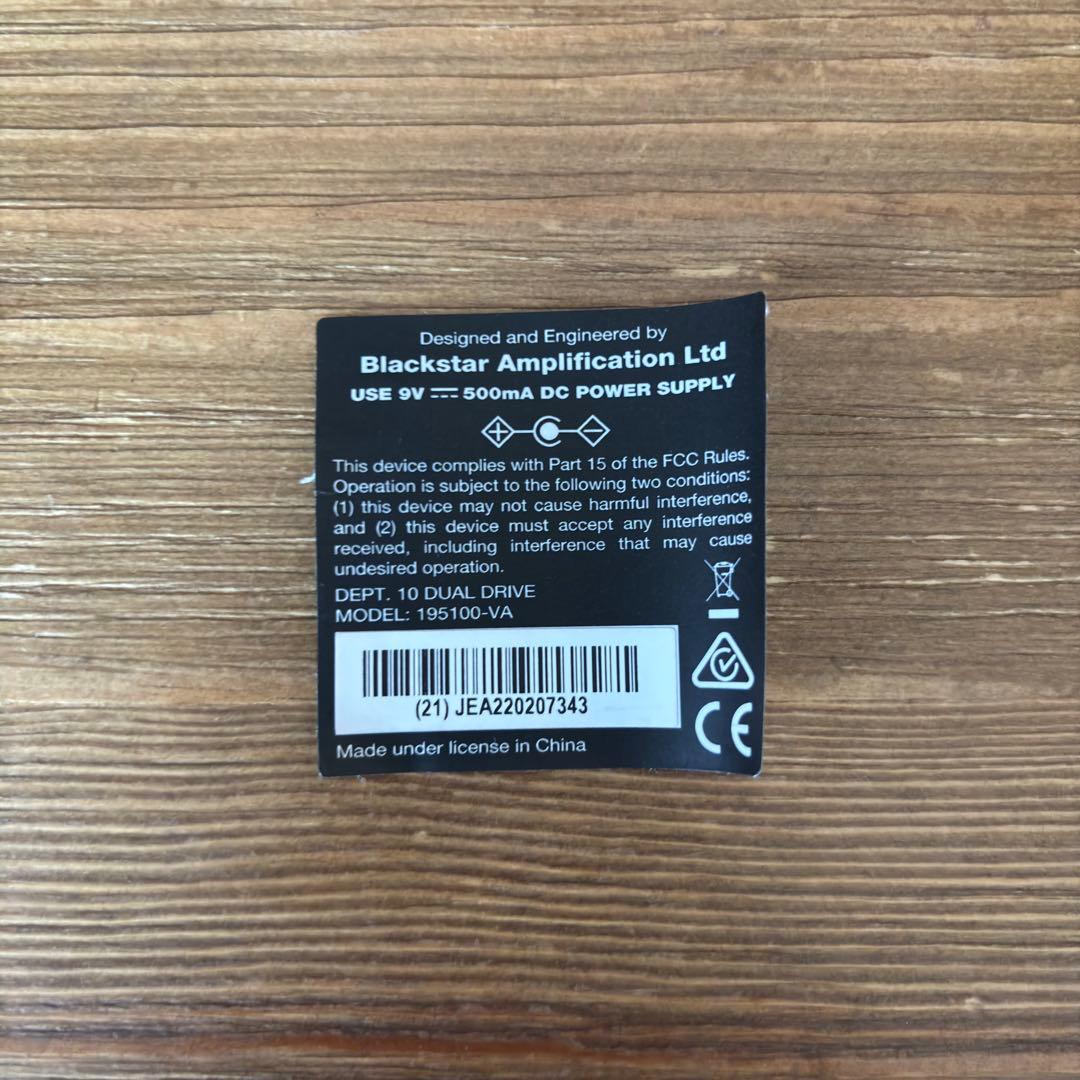 Designed and Engineered by
Blackstar Amplification Ltd
USE 9V ⎓ 500mA DC POWER SUPPLY
This device complies with Part 15 of the FCC Rules.
Operation is subject to the following two conditions:
(1) this device may not cause harmful interference,
and (2) this device must accept any interference
received, including interference that may cause
undesired operation.
DEPT. 10 DUAL DRIVE
MODEL: 195100-VA
(21) JEA220207343
CE
Made under license in China